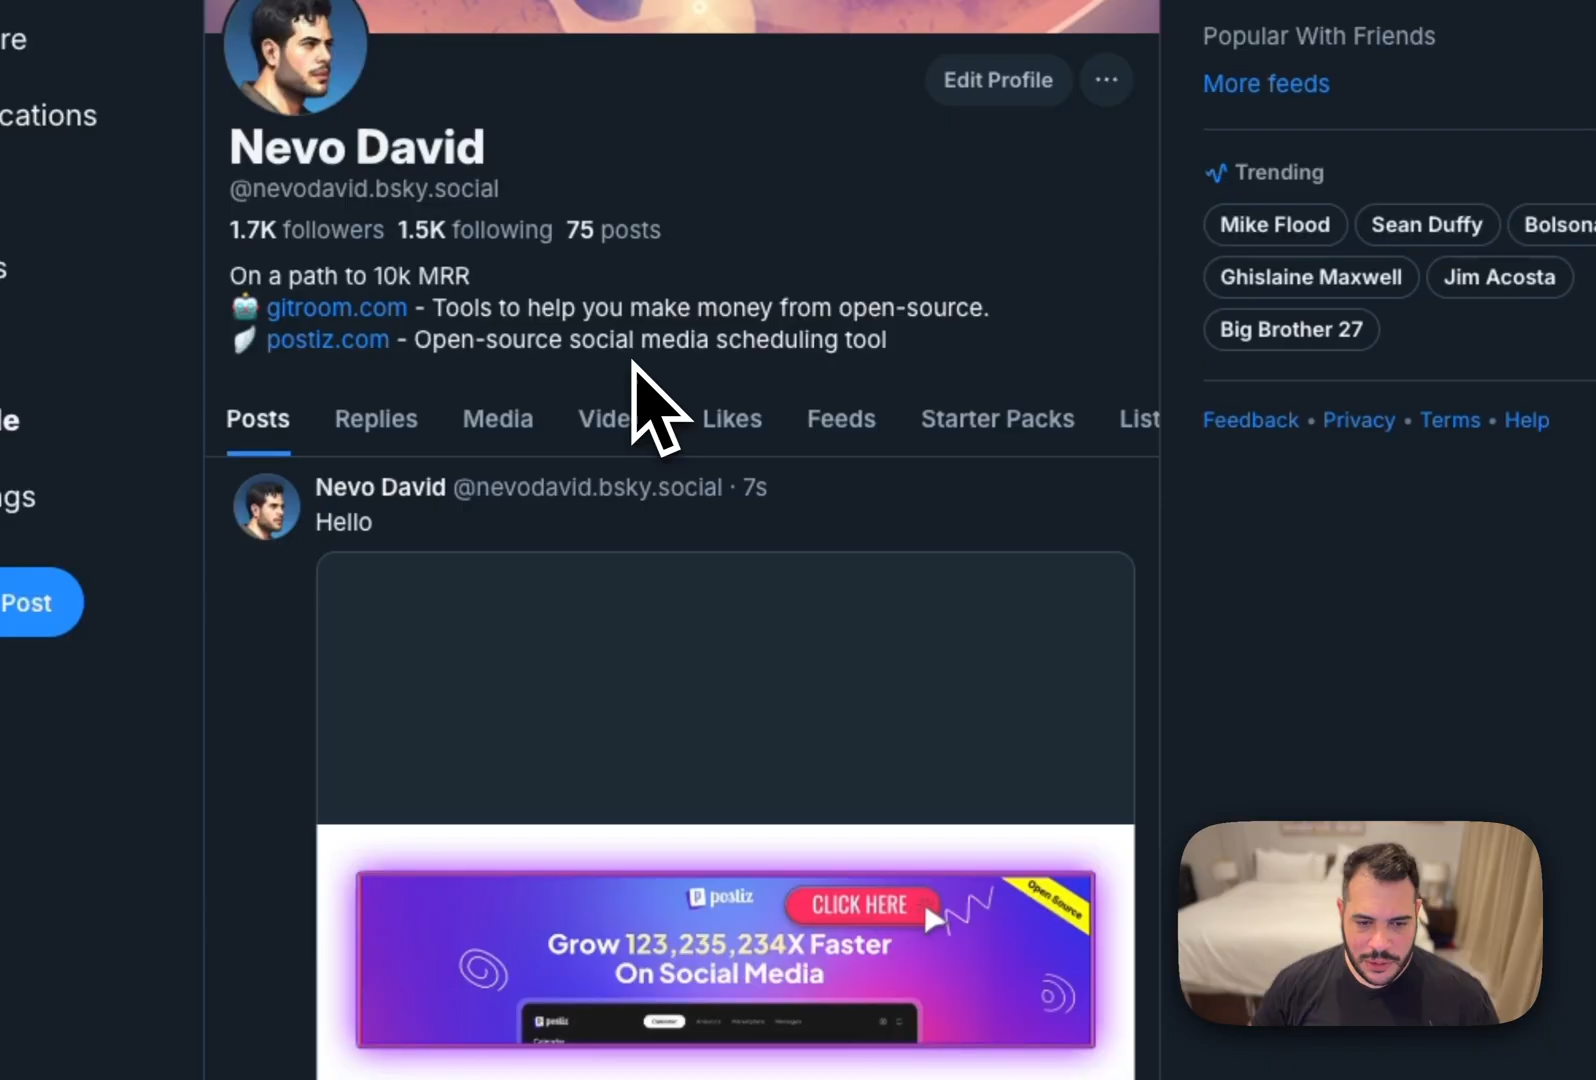 re
cations
s
le
gs
Post
Edit Profile
Nevo David
@nevodavid.bsky.social
1.7K followers 1.5K following 75 posts
On a path to 10k MRR
gitroom.com - Tools to help you make money from open-source.
postiz.com - Open-source social media scheduling tool
Posts Replies Media Vide Likes Feeds Starter Packs List
Nevo David @nevodavid.bsky.social · 7s
Hello
postiz
CLICK HERE
Open Source
Grow 123,235,234X Faster
On Social Media
postiz
Calendar
Popular With Friends
More feeds
Trending
Mike Flood Sean Duffy Bolsona
Ghislaine Maxwell Jim Acosta
Big Brother 27
Feedback • Privacy • Terms • Help